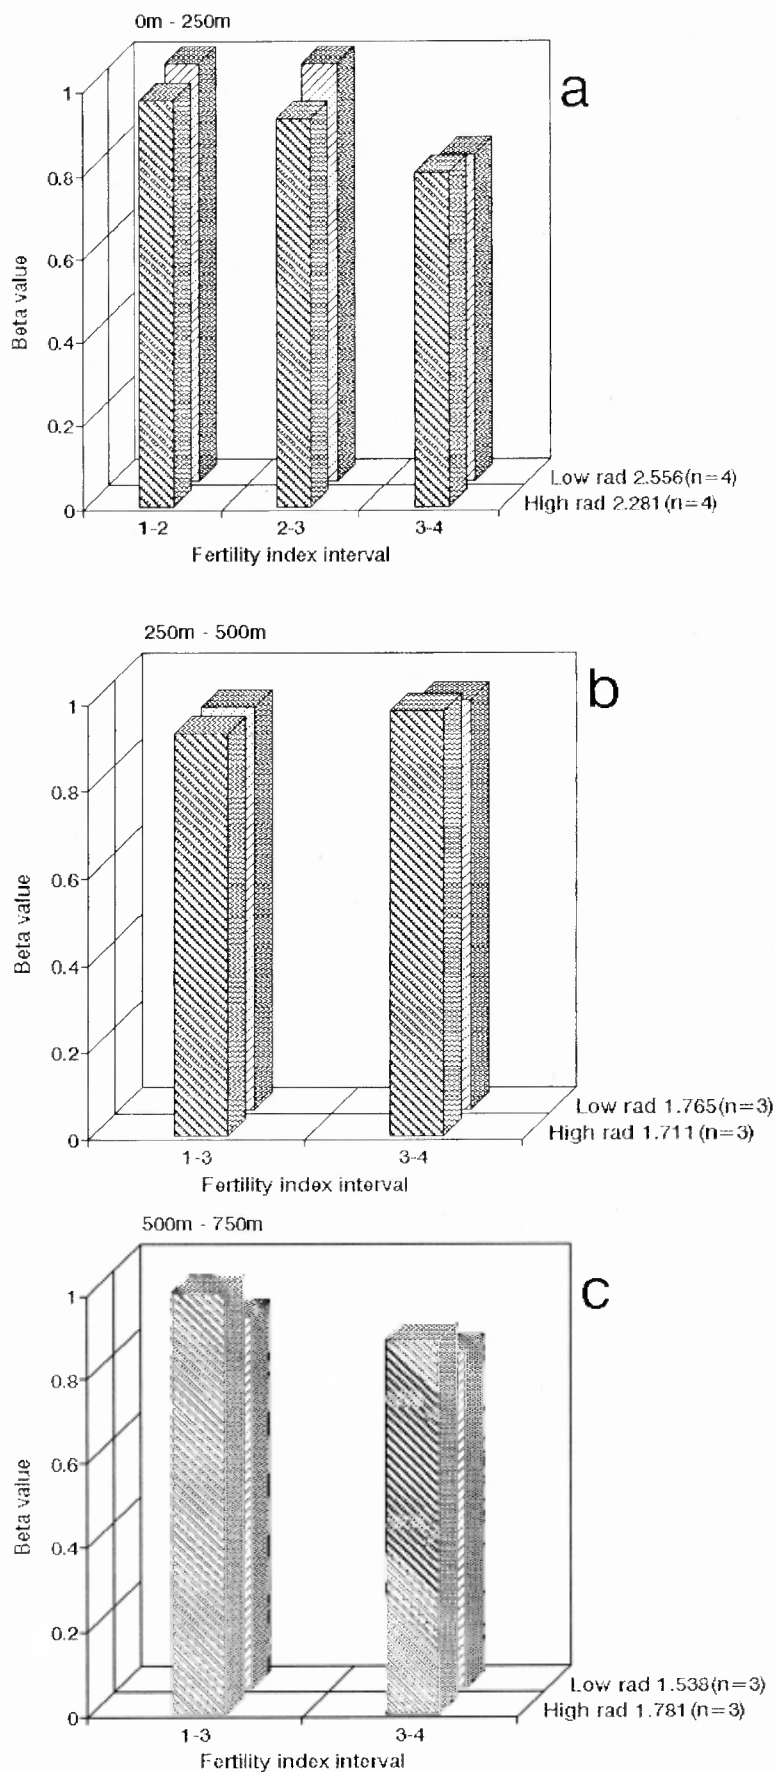 0m - 250m
a
1
0.8
0.6
0.4
0.2
0
Beta value
Low rad 2.556(n=4)
High rad 2.281(n=4)
1-2 2-3 3-4
Fertility index interval
250m - 500m
b
1
0.8
0.6
0.4
0.2
0
Beta value
Low rad 1.765(n=3)
High rad 1.711(n=3)
1-3 3-4
Fertility index interval
500m - 750m
c
1
0.8
0.6
0.4
0.2
0
Beta value
Low rad 1.538(n=3)
High rad 1.781(n=3)
1-3 3-4
Fertility index interval